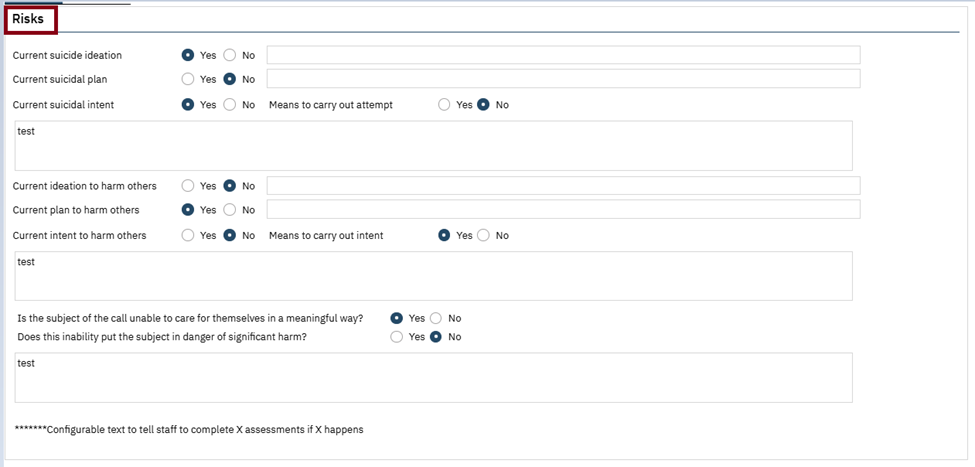 Risks
Current suicide ideation Yes No
Current suicidal plan Yes No
Current suicidal intent Yes No Means to carry out attempt Yes No
test
Current ideation to harm others Yes No
Current plan to harm others Yes No
Current intent to harm others Yes No Means to carry out intent Yes No
test
Is the subject of the call unable to care for themselves in a meaningful way? Yes No
Does this inability put the subject in danger of significant harm? Yes No
test
*******Configurable text to tell staff to complete X assessments if X happens